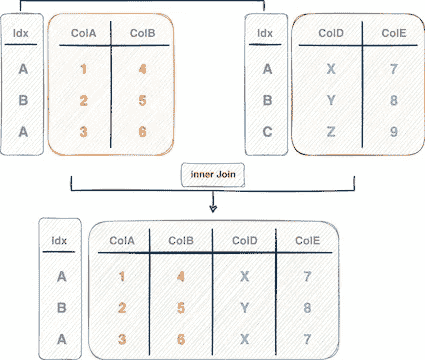 Idx ColA ColB Idx ColD ColE
A 1 4 A X 7
B 2 5 B Y 8
A 3 6 C Z 9
inner Join
Idx ColA ColB ColD ColE
A 1 4 X 7
B 2 5 Y 8
A 3 6 X 7